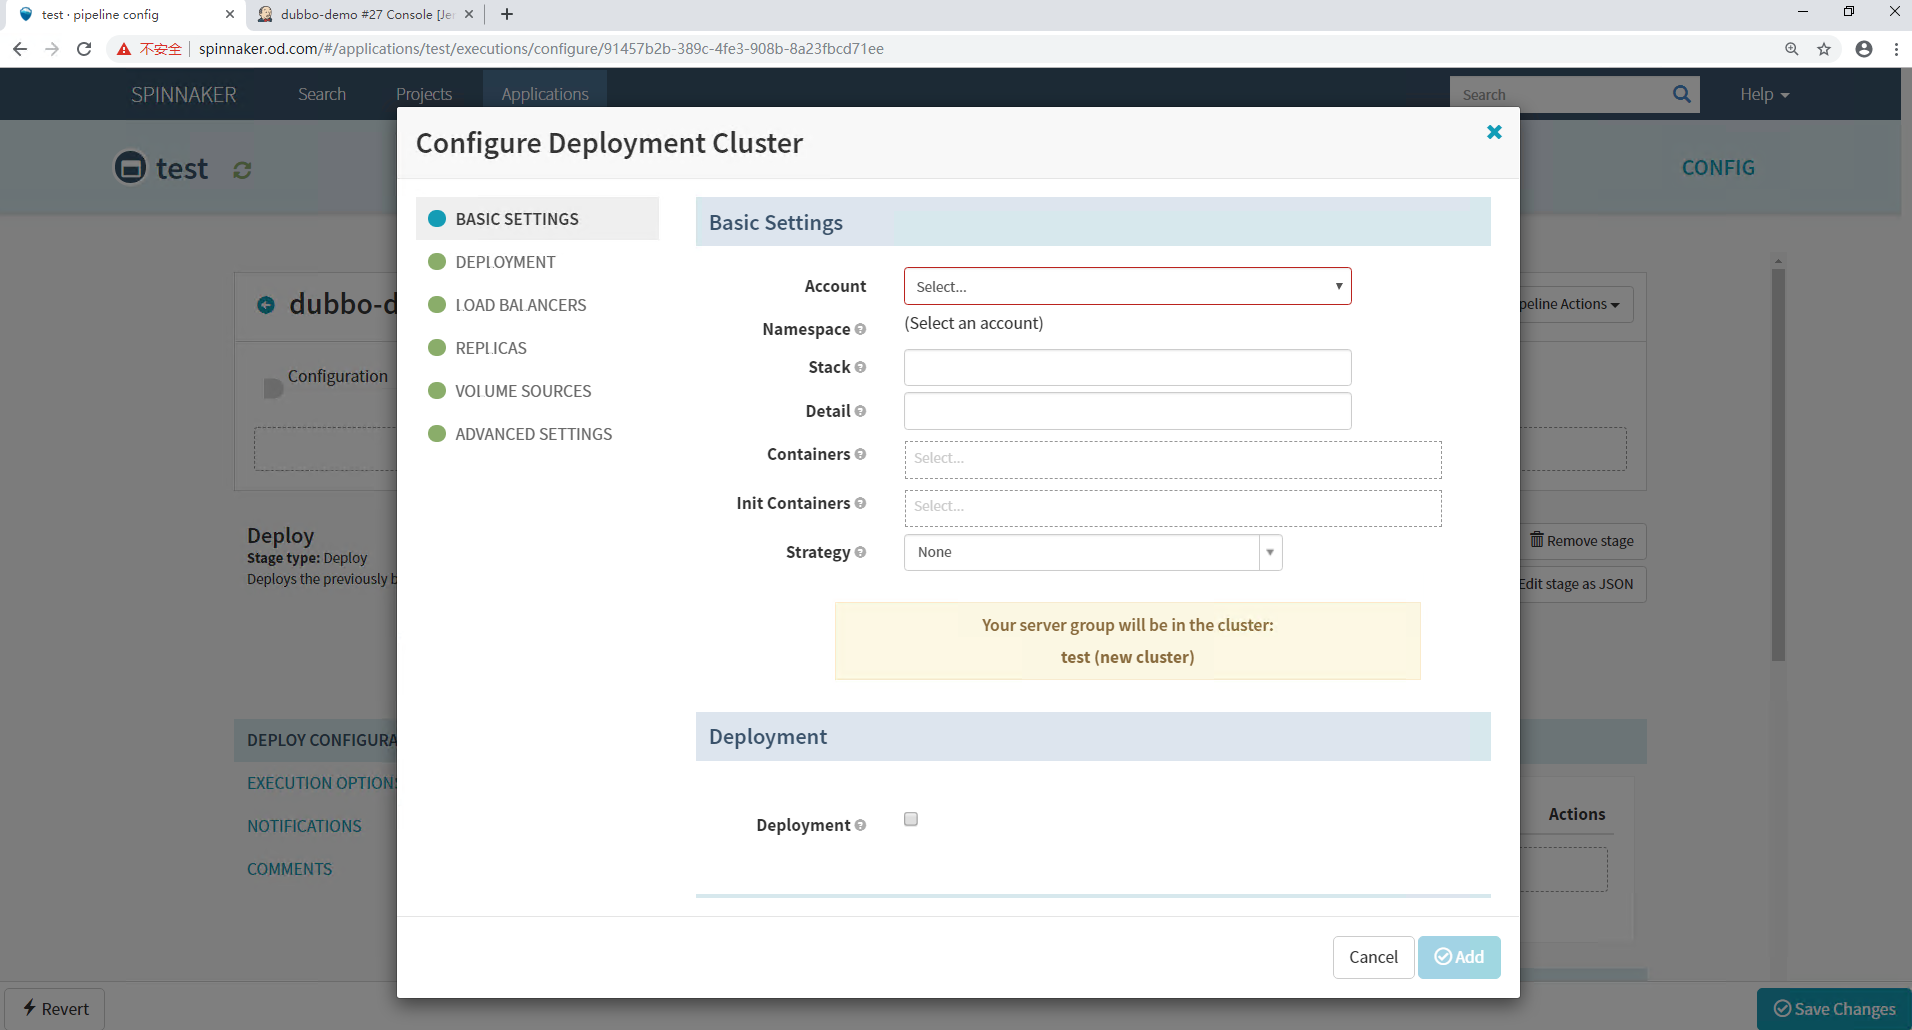 test · pipeline config
dubbo-demo #27 Console [Je
不安全
spinnaker.od.com/#/applications/test/executions/configure/91457b2b-389c-4fe3-908b-8a23fbcd71ee
SPINNAKER
Search
Projects
Applications
Search
Help
test
CONFIG
Configure Deployment Cluster
BASIC SETTINGS
DEPLOYMENT
LOAD BALANCERS
REPLICAS
VOLUME SOURCES
ADVANCED SETTINGS
Basic Settings
Account
Select...
Namespace
(Select an account)
Stack
Detail
Containers
Select...
Init Containers
Select...
Strategy
None
Your server group will be in the cluster:
test (new cluster)
Deployment
Deployment
Cancel
Add
dubbo-d
peline Actions
Configuration
Deploy
Stage type: Deploy
Deploys the previously b
Remove stage
Edit stage as JSON
DEPLOY CONFIGURA
EXECUTION OPTIONS
NOTIFICATIONS
COMMENTS
Actions
Revert
Save Changes